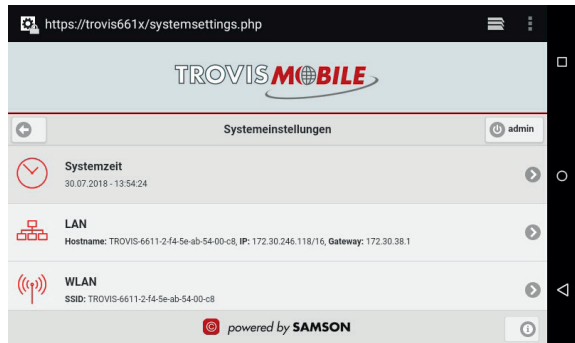 https://trovis661x/systemsettings.php
TROVIS MOBILE
Systemeinstellungen
admin
Systemzeit
30.07.2018 - 13:54:24
LAN
Hostname: TROVIS-6611-2-f4-5e-ab-54-00-c8, IP: 172.30.246.118/16, Gateway: 172.30.38.1
WLAN
SSID: TROVIS-6611-2-f4-5e-ab-54-00-c8
© powered by SAMSON